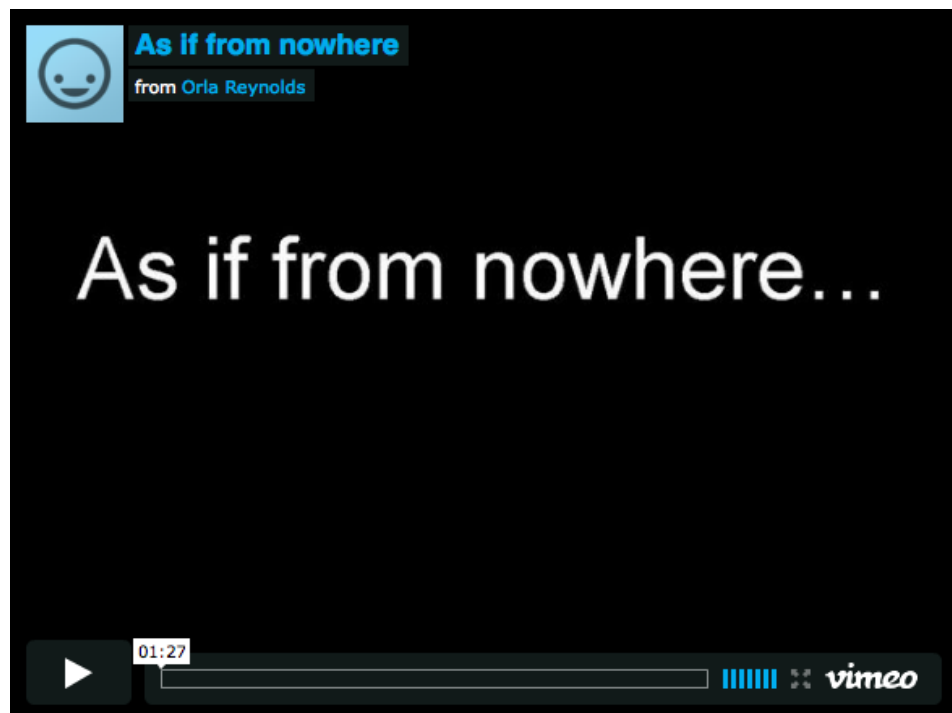 As if from nowhere
from Orla Reynolds
As if from nowhere...
01:27
vimeo